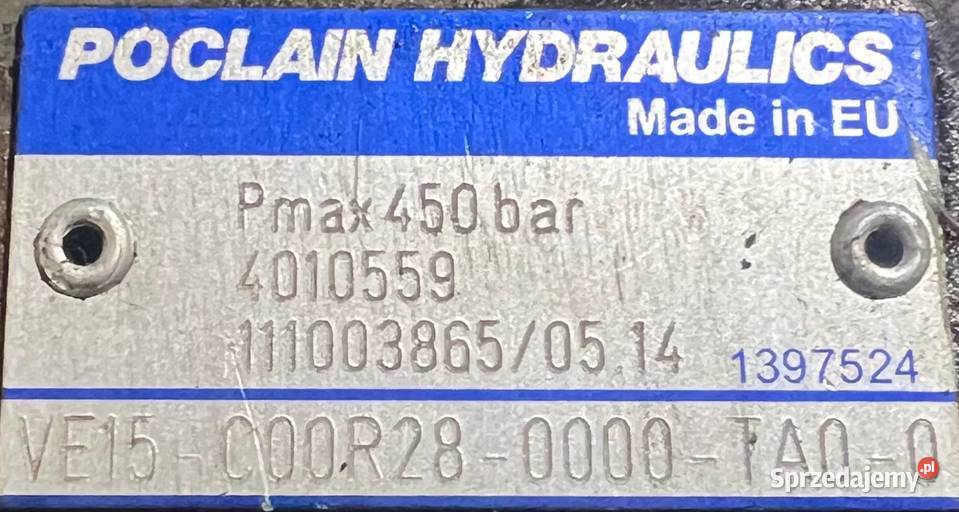 POCLAIN HYDRAULICS
Made in EU
Pmax 450 bar
4010559
111003865/05.14
1397524
VE15-C00R28-0000-TA0-0
Sprzedajemy.pl